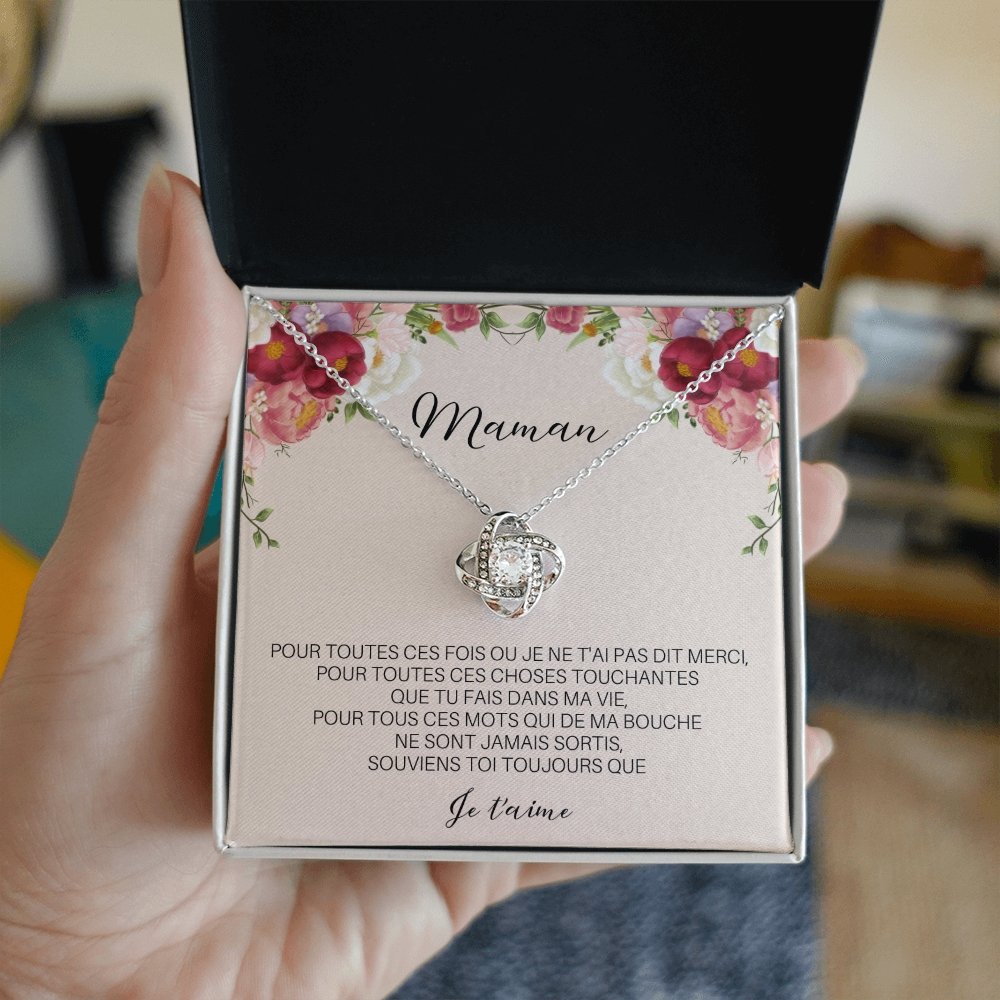 Maman
POUR TOUTES CES FOIS OU JE NE T'AI PAS DIT MERCI,
POUR TOUTES CES CHOSES TOUCHANTES
QUE TU FAIS DANS MA VIE,
POUR TOUS CES MOTS QUI DE MA BOUCHE
NE SONT JAMAIS SORTIS,
SOUVIENS TOI TOUJOURS QUE
Je t'aime